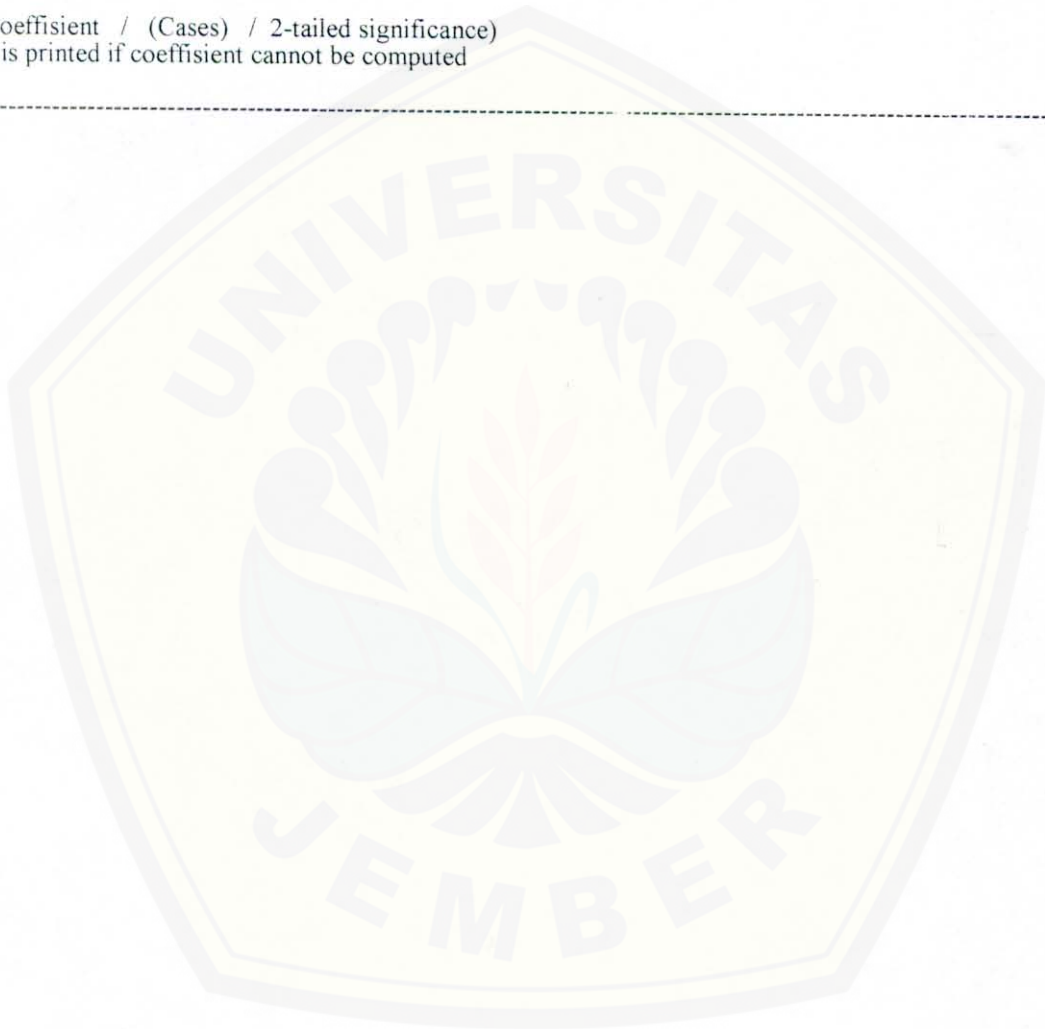 oeffisient / (Cases) / 2-tailed significance)
is printed if coeffisient cannot be computed
UNIVERSITAS
JEMBER